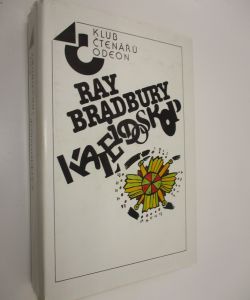 KLUB
ČTENÁŘŮ
ODEON
RAY
BRADBURY
KALEIDOSKOP